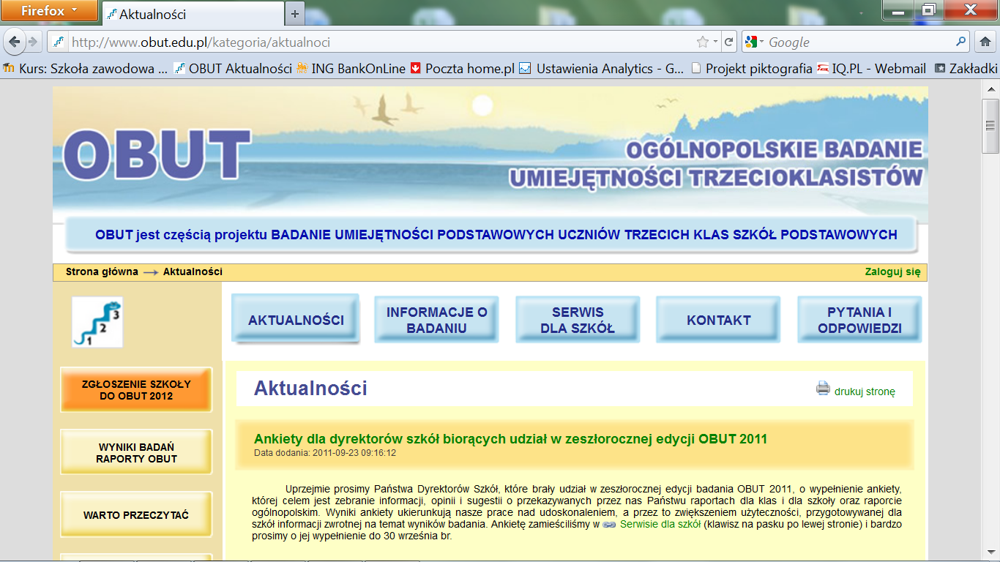 Firefox
Aktualności
http://www.obut.edu.pl/kategoria/aktualnoci
Google
Kurs: Szkoła zawodowa ... OBUT Aktualności ING BankOnLine Poczta home.pl Ustawienia Analytics - G... Projekt piktografia IQ.PL - Webmail Zakładki
OBUT
OGÓLNOPOLSKIE BADANIE
UMIEJĘTNOŚCI TRZECIOKLASISTÓW
OBUT jest częścią projektu BADANIE UMIEJĘTNOŚCI PODSTAWOWYCH UCZNIÓW TRZECICH KLAS SZKÓŁ PODSTAWOWYCH
Strona główna Aktualności
Zaloguj się
1 2 3
AKTUALNOŚCI
INFORMACJE O
BADANIU
SERWIS
DLA SZKÓŁ
KONTAKT
PYTANIA I
ODPOWIEDZI
ZGŁOSZENIE SZKOŁY
DO OBUT 2012
WYNIKI BADAŃ
RAPORTY OBUT
WARTO PRZECZYTAĆ
Aktualności
drukuj stronę
Ankiety dla dyrektorów szkół biorących udział w zeszłorocznej edycji OBUT 2011
Data dodania: 2011-09-23 09:16:12
Uprzejmie prosimy Państwa Dyrektorów Szkół, które brały udział w zeszłorocznej edycji badania OBUT 2011, o wypełnienie ankiety,
której celem jest zebranie informacji, opinii i sugestii o przekazywanych przez nas Państwu raportach dla klas i dla szkoły oraz raporcie
ogólnopolskim. Wyniki ankiety ukierunkują nasze prace nad udoskonaleniem, a przez to zwiększeniem użyteczności, przygotowywanej dla
szkół informacji zwrotnej na temat wyników badania. Ankietę zamieściliśmy w Serwisie dla szkół (klawisz na pasku po lewej stronie) i bardzo
prosimy o jej wypełnienie do 30 września br.